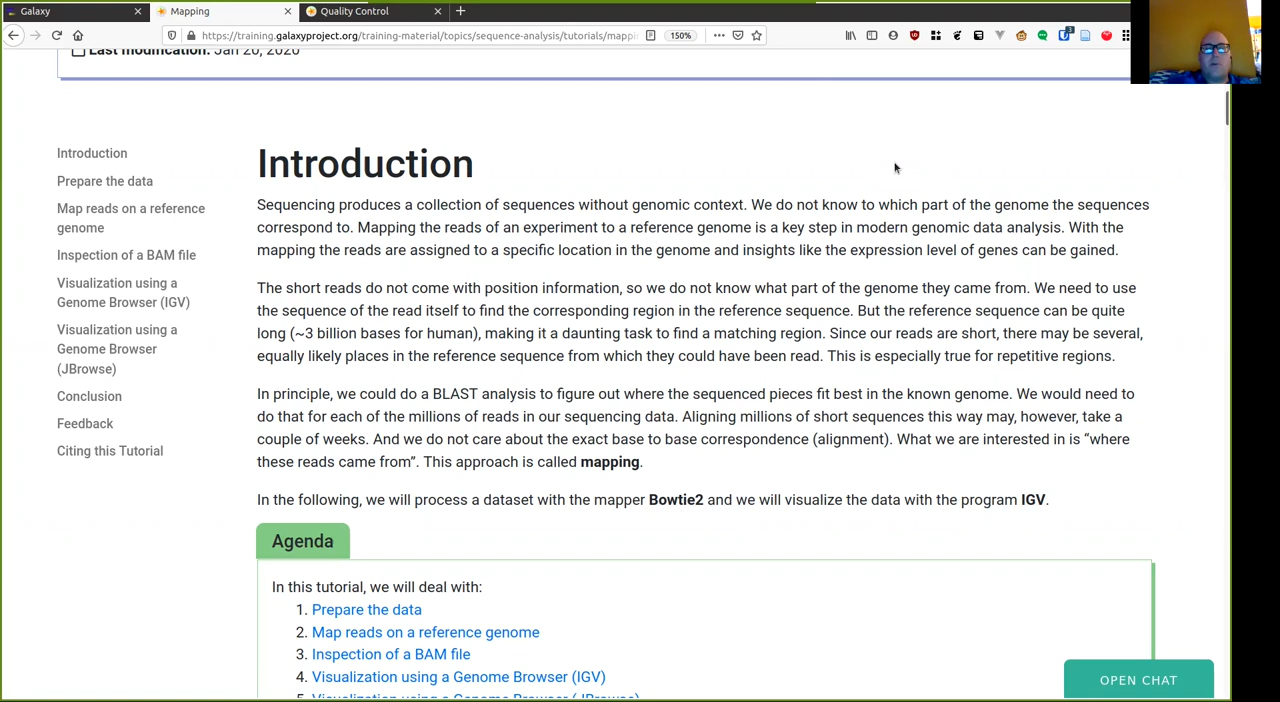 Galaxy
Mapping
Quality Control
https://training.galaxyproject.org/training-material/topics/sequence-analysis/tutorials/mappi
150%
3
Last modification: Jan 20, 2020
Introduction
Prepare the data
Map reads on a reference
genome
Inspection of a BAM file
Visualization using a
Genome Browser (IGV)
Visualization using a
Genome Browser
(JBrowse)
Conclusion
Feedback
Citing this Tutorial
Introduction
Sequencing produces a collection of sequences without genomic context. We do not know to which part of the genome the sequences
correspond to. Mapping the reads of an experiment to a reference genome is a key step in modern genomic data analysis. With the
mapping the reads are assigned to a specific location in the genome and insights like the expression level of genes can be gained.
The short reads do not come with position information, so we do not know what part of the genome they came from. We need to use
the sequence of the read itself to find the corresponding region in the reference sequence. But the reference sequence can be quite
long (~3 billion bases for human), making it a daunting task to find a matching region. Since our reads are short, there may be several,
equally likely places in the reference sequence from which they could have been read. This is especially true for repetitive regions.
In principle, we could do a BLAST analysis to figure out where the sequenced pieces fit best in the known genome. We would need to
do that for each of the millions of reads in our sequencing data. Aligning millions of short sequences this way may, however, take a
couple of weeks. And we do not care about the exact base to base correspondence (alignment). What we are interested in is “where
these reads came from”. This approach is called mapping.
In the following, we will process a dataset with the mapper Bowtie2 and we will visualize the data with the program IGV.
Agenda
In this tutorial, we will deal with:
1. Prepare the data
2. Map reads on a reference genome
3. Inspection of a BAM file
4. Visualization using a Genome Browser (IGV)
5. Visualization using a Genome Browser (JBrowse)
OPEN CHAT